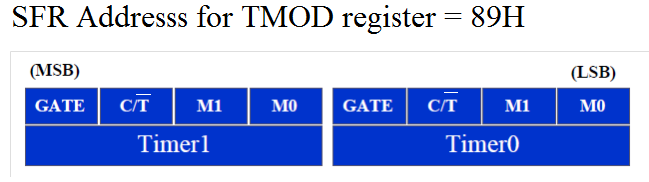 SFR Addresss for TMOD register = 89H
(MSB) (LSB)
GATE C/T̅ M1 M0 GATE C/T̅ M1 M0
Timer1 Timer0